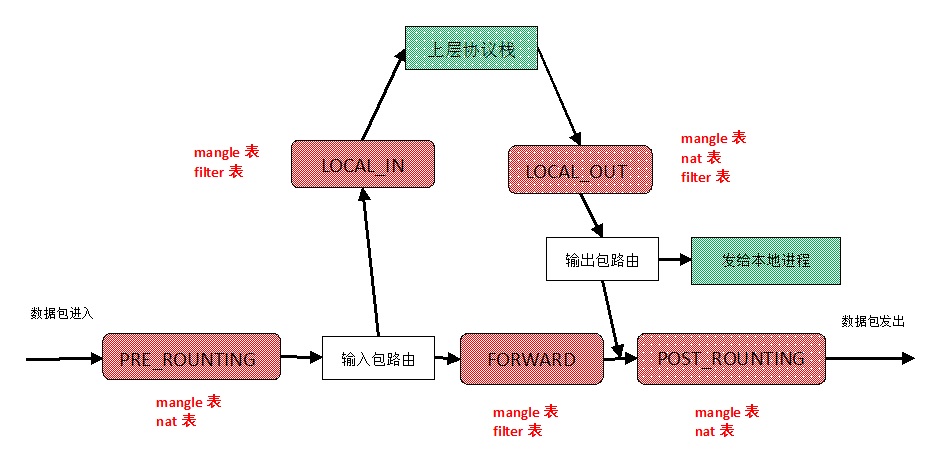 上层协议栈
mangle 表
filter 表
LOCAL_IN
LOCAL_OUT
mangle 表
nat 表
filter 表
输出包路由
发给本地进程
数据包进入
数据包发出
PRE_ROUNTING
输入包路由
FORWARD
POST_ROUNTING
mangle 表
nat 表
mangle 表
filter 表
mangle 表
nat 表